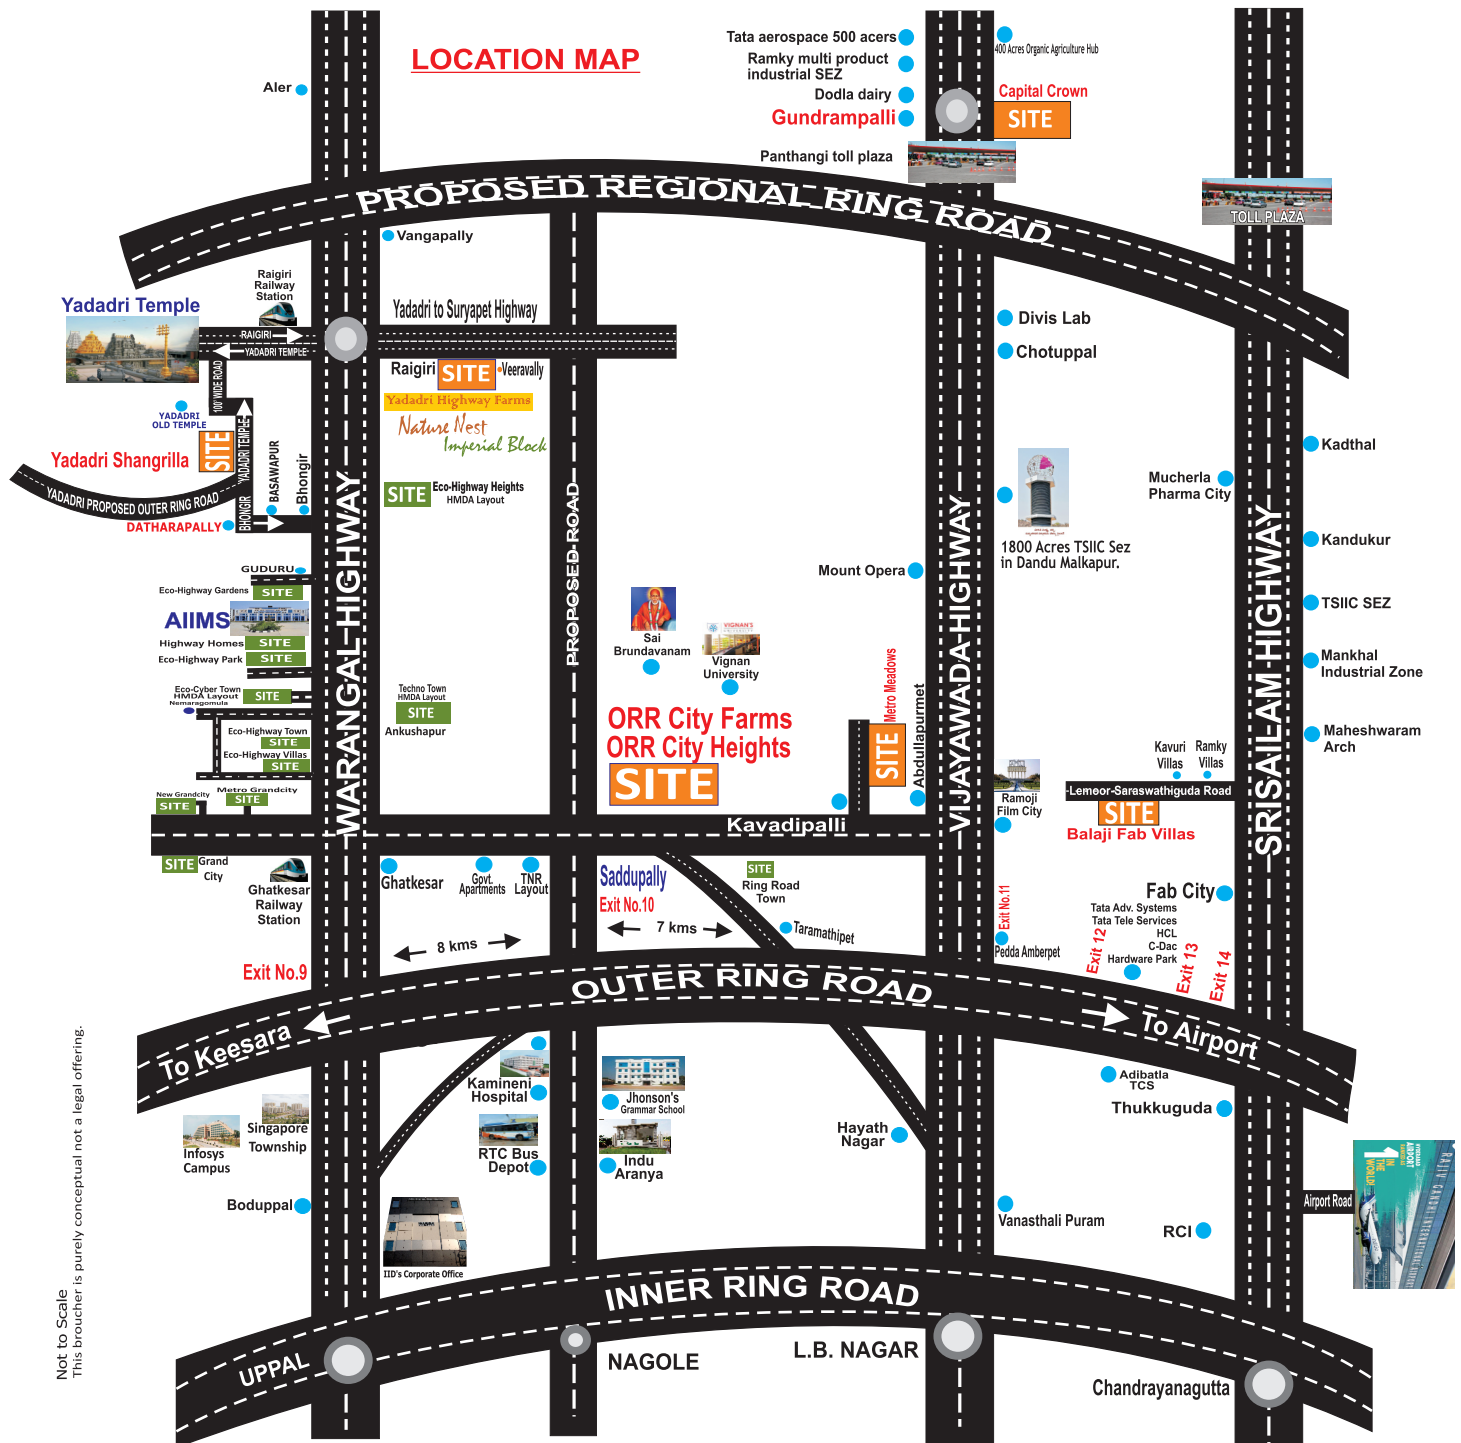 LOCATION MAP
Aler
Tata aerospace 500 acers
Ramky multi product
industrial SEZ
Dodla dairy
Gundrampalli
Panthangi toll plaza
400 Acres Organic Agriculture Hub
Capital Crown
SITE
TOLL PLAZA
PROPOSED REGIONAL RING ROAD
Vangapally
Raigiri
Railway
Station
Yadadri Temple
RAIGIRI
YADADRI TEMPLE
Yadadri to Suryapet Highway
Raigiri
SITE
Veeravally
Yadadri Highway Farms
Nature Nest
Imperial Block
100' WIDE ROAD
YADADRI
OLD TEMPLE
SITE
YADADRI TEMPLE
Yadadri Shangrilla
YADADRI PROPOSED OUTER RING ROAD
BHONGIR
BASAWAPUR
Bhongir
DATHARAPALLY
SITE
Eco-Highway Heights
HMDA Layout
Divis Lab
Chotuppal
Kadthal
Mucherla
Pharma City
1800 Acres TSIIC Sez
in Dandu Malkapur.
Kandukur
TSIIC SEZ
Mankhal
Industrial Zone
Maheshwaram
Arch
WARANGAL HIGHWAY
PROPOSED ROAD
VIJAYAWADA HIGHWAY
SRISAILAM HIGHWAY
GUDURU
Eco-Highway Gardens
SITE
AIIMS
Highway Homes
SITE
Eco-Highway Park
SITE
Eco-Cyber Town
HMDA Layout
SITE
Nemaragomula
Eco-Highway Town
SITE
Eco-Highway Villas
SITE
New Grandcity
SITE
Metro Grandcity
SITE
Techno Town
HMDA Layout
SITE
Ankushapur
Mount Opera
Sai
Brundavanam
VIGNAN'S
Vignan
University
ORR City Farms
ORR City Heights
SITE
SITE
Metro Meadows
Abdullapurmet
Kavadipalli
Ramoji
Film City
Kavuri
Villas
Ramky
Villas
Lemoor-Saraswathiguda Road
SITE
Balaji Fab Villas
SITE
Grand
City
Ghatkesar
Railway
Station
Ghatkesar
Govt.
Apartments
TNR
Layout
Saddupally
Exit No.10
SITE
Ring Road
Town
Taramathipet
8 kms
7 kms
Exit No.9
Exit No.11
Pedda Amberpet
Fab City
Tata Adv. Systems
Tata Tele Services
HCL
C-Dac
Hardware Park
Exit 12
Exit 13
Exit 14
OUTER RING ROAD
To Keesara
To Airport
Kamineni
Hospital
Jhonson's
Grammar School
Adibatla
TCS
Thukkuguda
Singapore
Township
Infosys
Campus
RTC Bus
Depot
Indu
Aranya
Hayath
Nagar
Boduppal
Vanasthali Puram
RCI
Airport Road
HYDERABAD
AIRPORT
1
IN
THE
WORLD!
RAJIV GANDHI INTERNATIONAL AIRPORT
IID's Corporate Office
INNER RING ROAD
UPPAL
NAGOLE
L.B. NAGAR
Chandrayanagutta
Not to Scale
This broucher is purely conceptual not a legal offering.